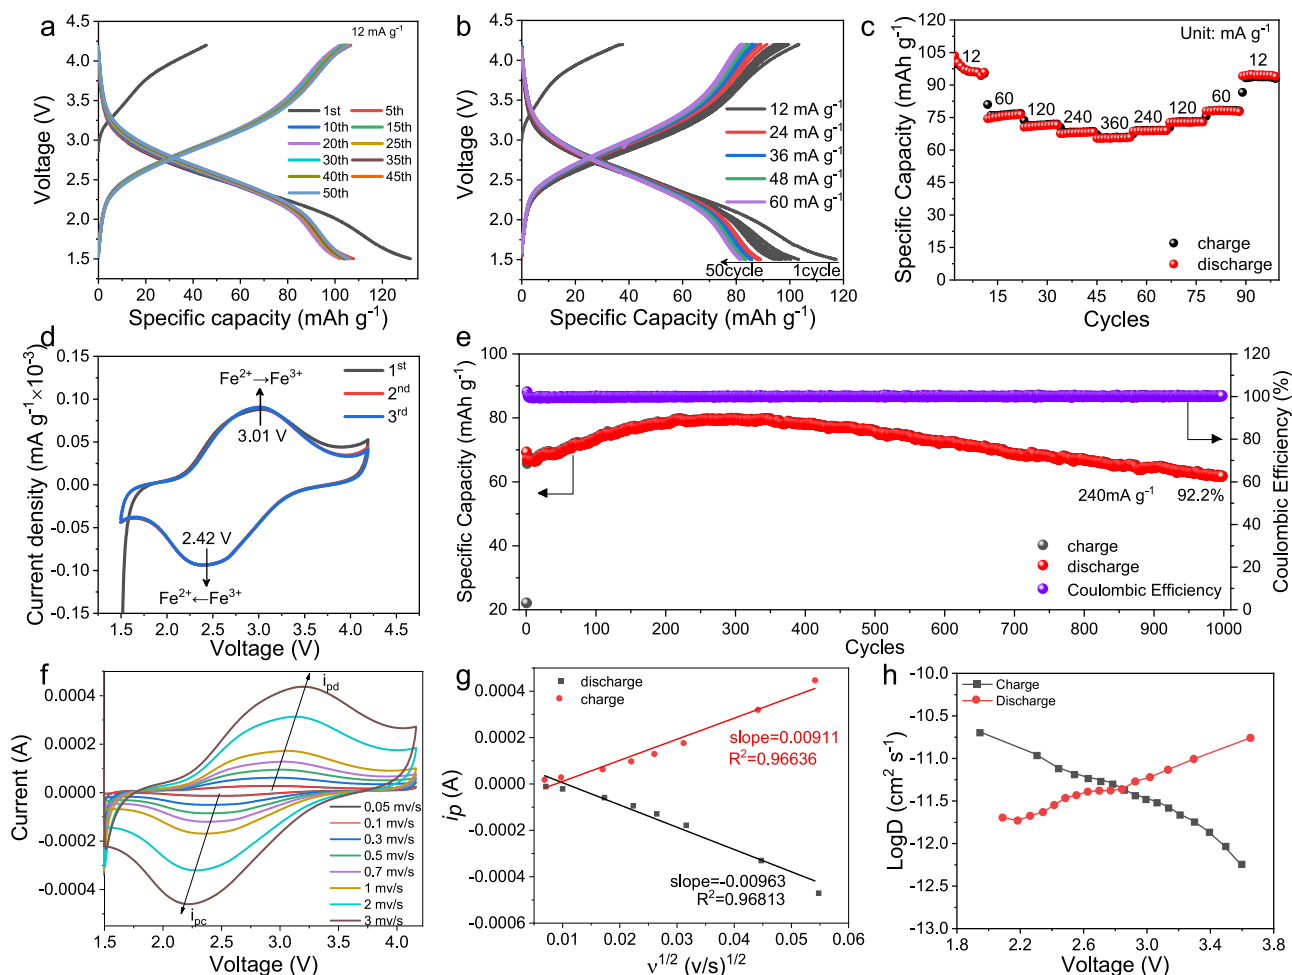 a
12 mA g⁻¹
Voltage (V)
4.5
4.0
3.5
3.0
2.5
2.0
1.5
1st 5th
10th 15th
20th 25th
30th 35th
40th 45th
50th
0 20 40 60 80 100 120
Specific capacity (mAh g⁻¹)
b
Voltage (V)
4.5
4.0
3.5
3.0
2.5
2.0
1.5
12 mA g⁻¹
24 mA g⁻¹
36 mA g⁻¹
48 mA g⁻¹
60 mA g⁻¹
50cycle 1cycle
0 20 40 60 80 100 120
Specific Capacity (mAh g⁻¹)
c
Specific Capacity (mAh g⁻¹)
120
105
90
75
60
45
30
15
0
Unit: mA g⁻¹
12 60 120 240 360 240 120 60 12
charge
discharge
15 30 45 60 75 90
Cycles
d
Current density (mA g⁻¹×10⁻³)
0.15
0.10
0.05
0.00
-0.05
-0.10
-0.15
Fe²⁺→Fe³⁺
3.01 V
1st
2nd
3rd
2.42 V
Fe²⁺←Fe³⁺
1.5 2.0 2.5 3.0 3.5 4.0 4.5
Voltage (V)
e
Specific Capacity (mAh g⁻¹)
100
80
60
40
20
120
100
80
60
40
20
0
Coulombic Efficiency (%)
240mA g⁻¹ 92.2%
charge
discharge
Coulombic Efficiency
0 100 200 300 400 500 600 700 800 900 1000
Cycles
f
Current (A)
0.0004
0.0002
0.0000
-0.0002
-0.0004
i_pd
i_pc
0.05 mv/s
0.1 mv/s
0.3 mv/s
0.5 mv/s
0.7 mv/s
1 mv/s
2 mv/s
3 mv/s
1.5 2.0 2.5 3.0 3.5 4.0
Voltage (V)
g
i_p (A)
0.0004
0.0002
0.0000
-0.0002
-0.0004
-0.0006
discharge
charge
slope=0.00911
R²=0.96636
slope=-0.00963
R²=0.96813
0.01 0.02 0.03 0.04 0.05 0.06
ν^1/2 (v/s)^1/2
h
LogD (cm² s⁻¹)
-10.0
-10.5
-11.0
-11.5
-12.0
-12.5
-13.0
Charge
Discharge
1.8 2.2 2.6 3.0 3.4 3.8
Voltage (V)